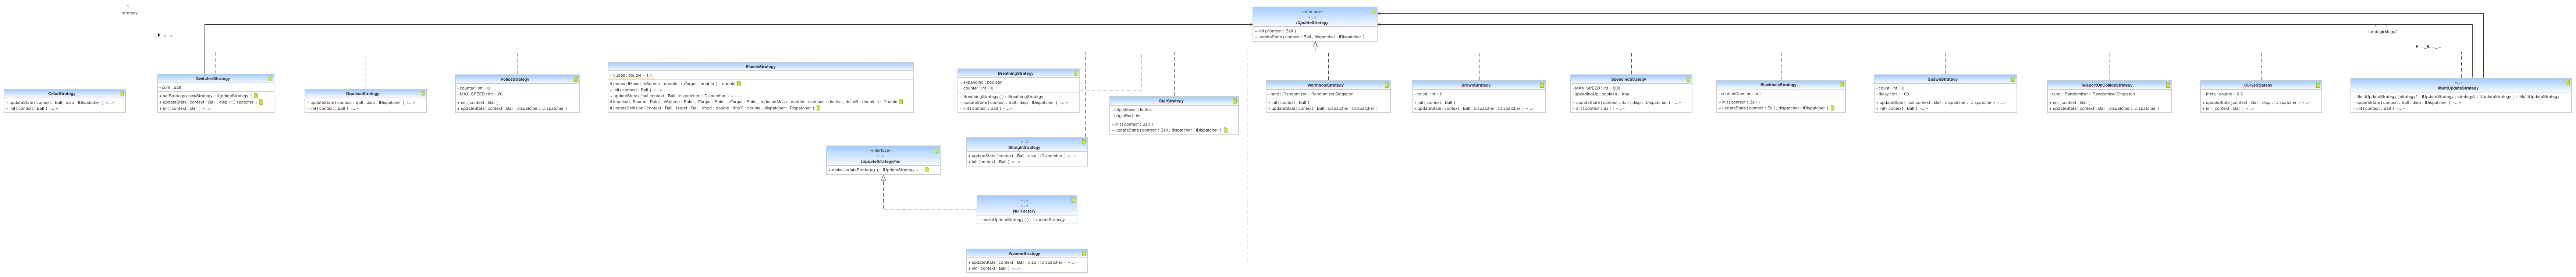 1
strategy
«...»
«interface»
«...»
IUpdateStrategy
+ init ( context : Ball )
+ updateState ( context : Ball , dispatcher : IDispatcher )
1
1
«...»
«...»
1
1
ColorStrategy
+ updateState ( context : Ball , disp : IDispatcher ) «...»
+ init ( context : Ball ) «...»
SwitcherStrategy
- cont : Ball
+ setStrategy ( newStrategy : IUpdateStrategy )
+ updateState ( context : Ball , disp : IDispatcher )
+ init ( context : Ball ) «...»
DrunkenStrategy
+ updateState ( context : Ball , disp : IDispatcher ) «...»
+ init ( context : Ball ) «...»
PoliceStrategy
- counter : int = 0
- MAX_SPEED : int = 20
+ init ( context : Ball )
+ updateState ( context : Ball , dispatcher : IDispatcher )
ElasticStrategy
- Nudge : double = 1.1
# reducedMass ( mSource : double , mTarget : double ) : double
+ init ( context : Ball ) «...»
+ updateState ( final context : Ball , dispatcher : IDispatcher ) «...»
# impulse ( lSource : Point , vSource : Point , lTarget : Point , vTarget : Point , reducedMass : double , distance : double , deltaR : double ) : Double
# updateCollision ( context : Ball , target : Ball , impX : double , impY : double , dispatcher : IDispatcher )
BreathingStrategy
~ expanding : boolean
~ counter : int = 0
+ BreathingStrategy ( ) : BreathingStrategy
+ updateState ( context : Ball , disp : IDispatcher ) «...»
+ init ( context : Ball ) «...»
StarStrategy
- originMass : double
- originRad : int
+ init ( context : Ball )
+ updateState ( context : Ball , dispatcher : IDispatcher )
WormholeStrategy
- rand : IRandomizer = Randomizer.Singleton
+ init ( context : Ball )
+ updateState ( context : Ball , dispatcher : IDispatcher )
BrownStrategy
- count : int = 0
+ init ( context : Ball )
+ updateState ( context : Ball , dispatcher : IDispatcher ) «...»
SpeedingStrategy
- MAX_SPEED : int = 200
- speedingUp : boolean = true
+ updateState ( context : Ball , disp : IDispatcher ) «...»
+ init ( context : Ball ) «...»
BlackholeStrategy
- suctionConstant : int
+ init ( context : Ball )
+ updateState ( context : Ball , dispatcher : IDispatcher )
SpawnStrategy
- count : int = 0
- delay : int = 100
+ updateState ( final context : Ball , dispatcher : IDispatcher ) «...»
+ init ( context : Ball ) «...»
TeleportOnCollideStrategy
- rand : IRandomizer = Randomizer.Singleton
+ init ( context : Ball )
+ updateState ( context : Ball , dispatcher : IDispatcher )
CurveStrategy
~ theta : double = 0.5
+ updateState ( context : Ball , disp : IDispatcher ) «...»
+ init ( context : Ball ) «...»
«...»
MultiUpdateStrategy
+ MultiUpdateStrategy ( strategy1 : IUpdateStrategy , strategy2 : IUpdateStrategy ) : MultiUpdateStrategy
+ updateState ( context : Ball , disp : IDispatcher ) «...»
+ init ( context : Ball ) «...»
«...»
StraightStrategy
+ updateState ( context : Ball , disp : IDispatcher ) «...»
+ init ( context : Ball ) «...»
«interface»
«...»
IUpdateStrategyFac
+ makeUpdateStrategy ( ) : IUpdateStrategy «...»
«...»
«...»
NullFactory
+ makeUpdateStrategy ( ) : IUpdateStrategy
WanderStrategy
+ updateState ( context : Ball , disp : IDispatcher ) «...»
+ init ( context : Ball ) «...»